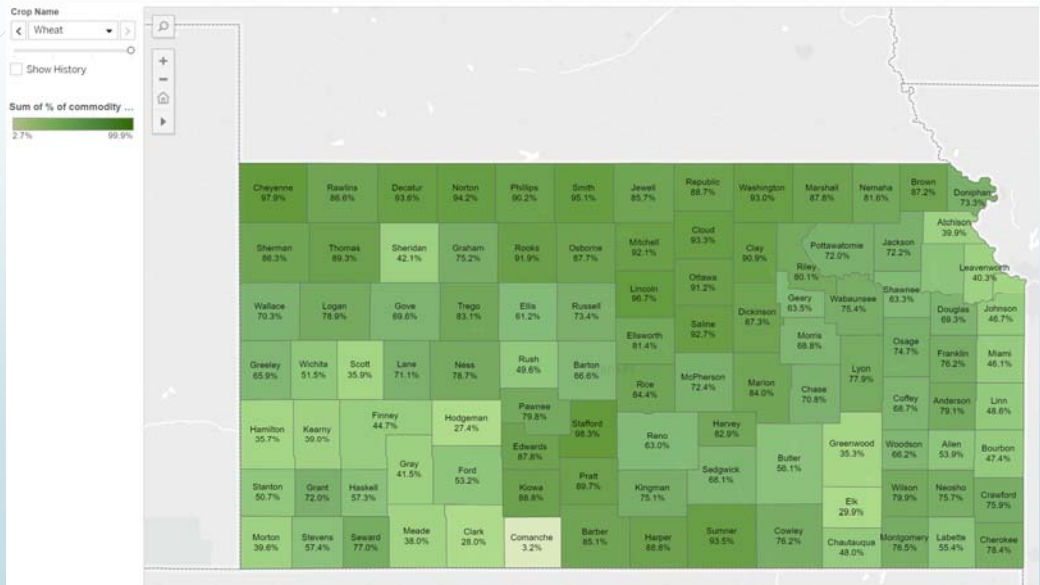 Crop Name
Wheat
Show History
Sum of % of commodity ...
2.7% 99.9%
Cheyenne
97.9%
Rawlins
86.6%
Decatur
93.6%
Norton
94.2%
Phillips
90.2%
Smith
95.1%
Jewell
85.7%
Republic
88.7%
Washington
93.0%
Marshall
87.8%
Nemaha
81.6%
Brown
87.2%
Doniphan
73.3%
Atchison
39.9%
Sherman
86.3%
Thomas
89.3%
Sheridan
42.1%
Graham
75.2%
Rooks
91.9%
Osborne
87.7%
Mitchell
92.1%
Cloud
93.3%
Clay
90.9%
Riley
80.1%
Pottawatomie
72.0%
Jackson
72.2%
Leavenworth
40.3%
Ottawa
91.2%
Lincoln
96.7%
Wallace
70.3%
Logan
78.9%
Gove
69.6%
Trego
83.1%
Ellis
61.2%
Russell
73.4%
Saline
92.7%
Dickinson
87.3%
Geary
63.5%
Wabaunsee
75.4%
Shawnee
63.3%
Douglas
69.3%
Johnson
46.7%
Ellsworth
81.4%
Morris
68.8%
Osage
74.7%
Franklin
76.2%
Miami
46.1%
Greeley
65.9%
Wichita
51.5%
Scott
35.9%
Lane
71.1%
Ness
78.7%
Rush
49.6%
Barton
66.6%
Rice
84.4%
McPherson
72.4%
Marion
84.0%
Chase
70.8%
Lyon
77.9%
Coffey
68.7%
Anderson
79.1%
Linn
48.6%
Hamilton
35.7%
Kearny
39.0%
Finney
44.7%
Hodgeman
27.4%
Pawnee
79.8%
Stafford
98.3%
Edwards
87.8%
Reno
63.0%
Harvey
82.9%
Butler
56.1%
Greenwood
35.3%
Woodson
66.2%
Allen
53.9%
Bourbon
47.4%
Gray
41.5%
Ford
53.2%
Sedgwick
68.1%
Stanton
50.7%
Grant
72.0%
Haskell
57.3%
Kiowa
88.8%
Pratt
89.7%
Kingman
75.1%
Elk
29.9%
Wilson
79.9%
Neosho
75.7%
Crawford
75.9%
Morton
39.6%
Stevens
57.4%
Seward
77.0%
Meade
38.0%
Clark
28.0%
Comanche
3.2%
Barber
85.1%
Harper
88.8%
Sumner
93.5%
Cowley
76.2%
Chautauqua
48.0%
Montgomery
76.5%
Labette
55.4%
Cherokee
78.4%